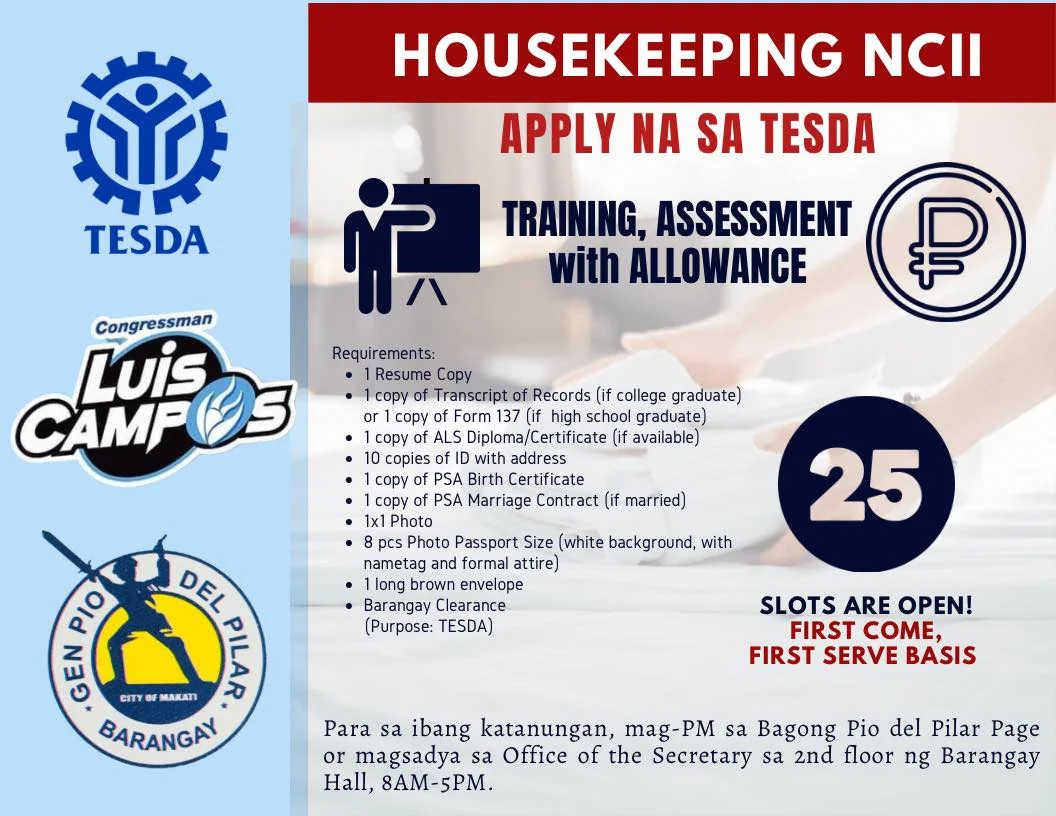 HOUSEKEEPING NCII
APPLY NA SA TESDA
TRAINING, ASSESSMENT
with ALLOWANCE
TESDA
Congressman
LUIS
CAMPOS
GEN PIO DEL PILAR
CITY OF MAKATI
BARANGAY
Requirements:
• 1 Resume Copy
• 1 copy of Transcript of Records (if college graduate)
or 1 copy of Form 137 (if high school graduate)
• 1 copy of ALS Diploma/Certificate (if available)
• 10 copies of ID with address
• 1 copy of PSA Birth Certificate
• 1 copy of PSA Marriage Contract (if married)
• 1x1 Photo
• 8 pcs Photo Passport Size (white background, with
nametag and formal attire)
• 1 long brown envelope
• Barangay Clearance
(Purpose: TESDA)
25
SLOTS ARE OPEN!
FIRST COME,
FIRST SERVE BASIS
Para sa ibang katanungan, mag-PM sa Bagong Pio del Pilar Page
or magsadya sa Office of the Secretary sa 2nd floor ng Barangay
Hall, 8AM-5PM.